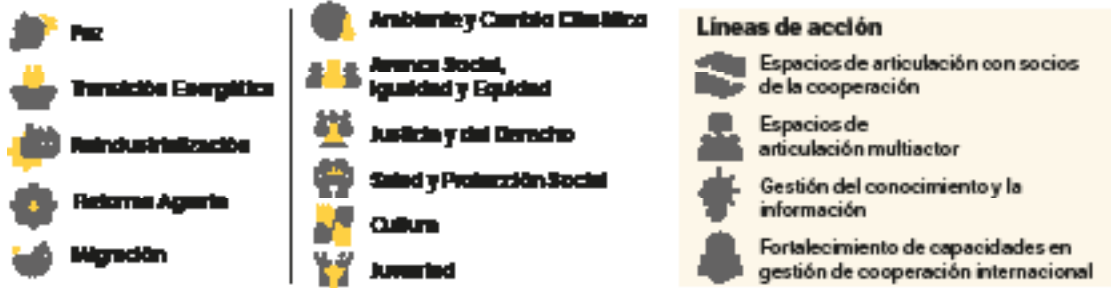 Paz
Transición Energética
Reindustrialización
Reforma Agraria
Migración
Ambiente y Cambio Climático
Avance Social,
Igualdad y Equidad
Justicia y del Derecho
Salud y Protección Social
Cultura
Juventud
Líneas de acción
Espacios de articulación con socios
de la cooperación
Espacios de
articulación multiactor
Gestión del conocimiento y la
información
Fortalecimiento de capacidades en
gestión de cooperación internacional